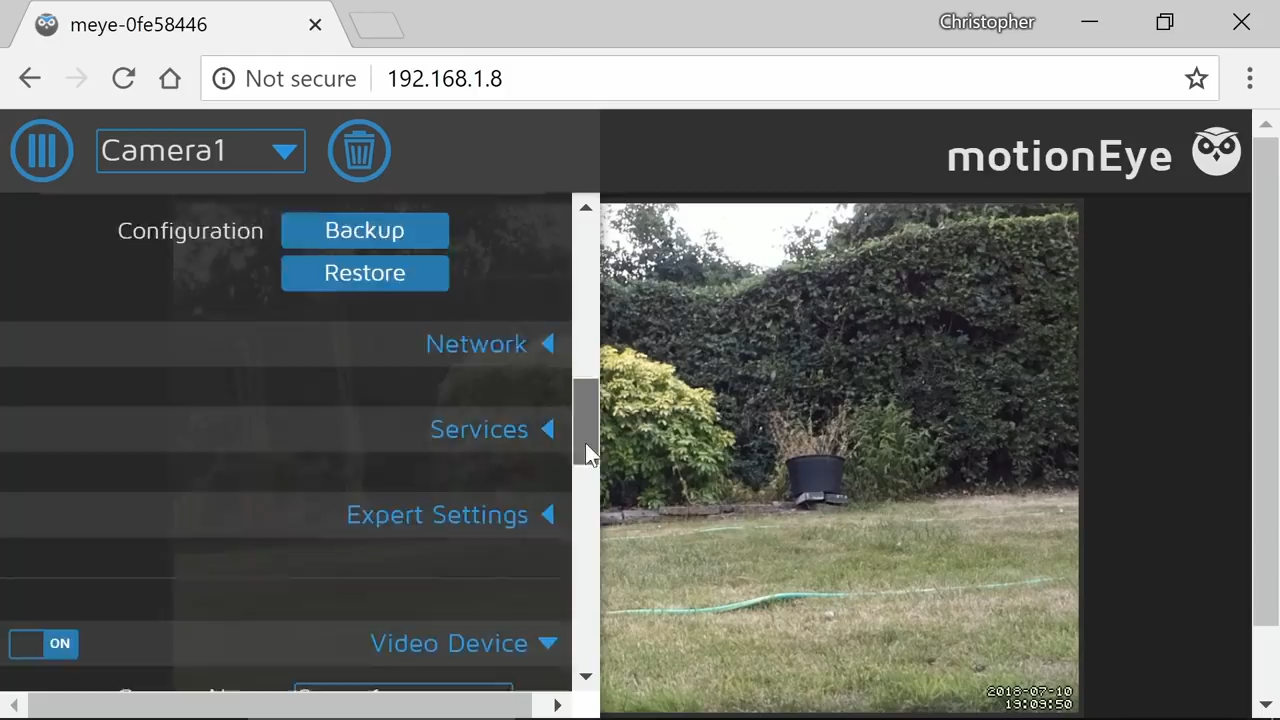 meye-0fe58446
Christopher
Not secure
192.168.1.8
Camera1
motionEye
Configuration
Backup
Restore
Network
Services
Expert Settings
ON
Video Device
2018-07-10
19:09:50